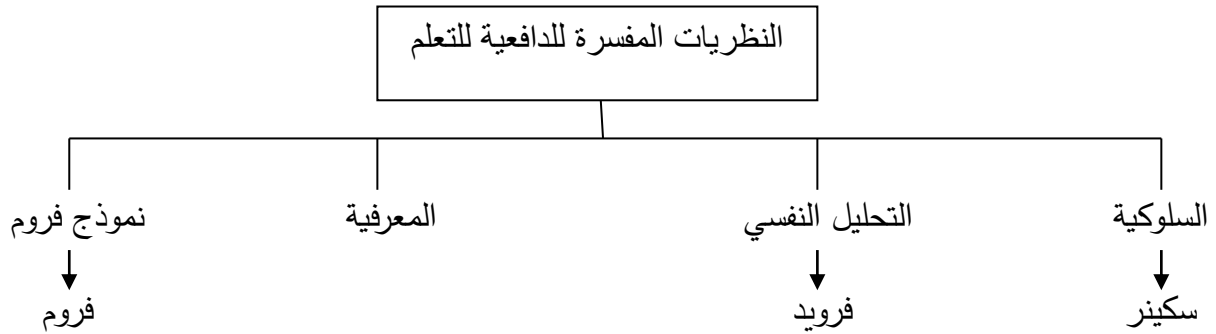 النظريات المفسرة للدافعية للتعلم
السلوكية
التحليل النفسي
المعرفية
نموذج فروم
سكينر
فرويد
فروم